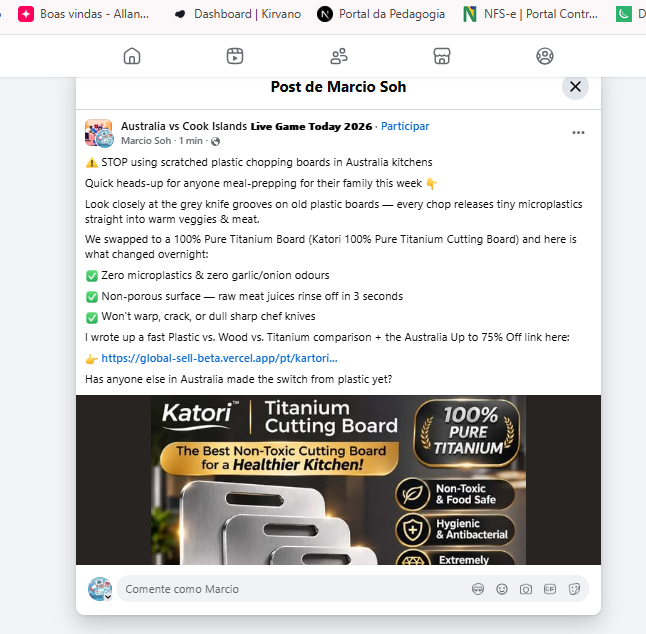 Boas vindas - Allan...
Dashboard | Kirvano
Portal da Pedagogia
NFS-e | Portal Contr...
D
Post de Marcio Soh
Australia vs Cook Islands 𝗟𝗶𝘃𝗲 𝗚𝗮𝗺𝗲 𝗧𝗼𝗱𝗮𝘆 𝟮𝟬𝟮𝟲 · Participar
Marcio Soh · 1 min ·
⚠️ STOP using scratched plastic chopping boards in Australia kitchens
Quick heads-up for anyone meal-prepping for their family this week 👇
Look closely at the grey knife grooves on old plastic boards — every chop releases tiny microplastics
straight into warm veggies & meat.
We swapped to a 100% Pure Titanium Board (Katori 100% Pure Titanium Cutting Board) and here is
what changed overnight:
✅ Zero microplastics & zero garlic/onion odours
✅ Non-porous surface — raw meat juices rinse off in 3 seconds
✅ Won't warp, crack, or dull sharp chef knives
I wrote up a fast Plastic vs. Wood vs. Titanium comparison + the Australia Up to 75% Off link here:
👉 https://global-sell-beta.vercel.app/pt/kartori...
Has anyone else in Australia made the switch from plastic yet?
Katori™
Titanium
Cutting Board
The Best Non-Toxic Cutting Board
for a Healthier Kitchen!
100%
PURE
TITANIUM
Non-Toxic
& Food Safe
Hygienic
& Antibacterial
Extremely
Comente como Marcio
GIF